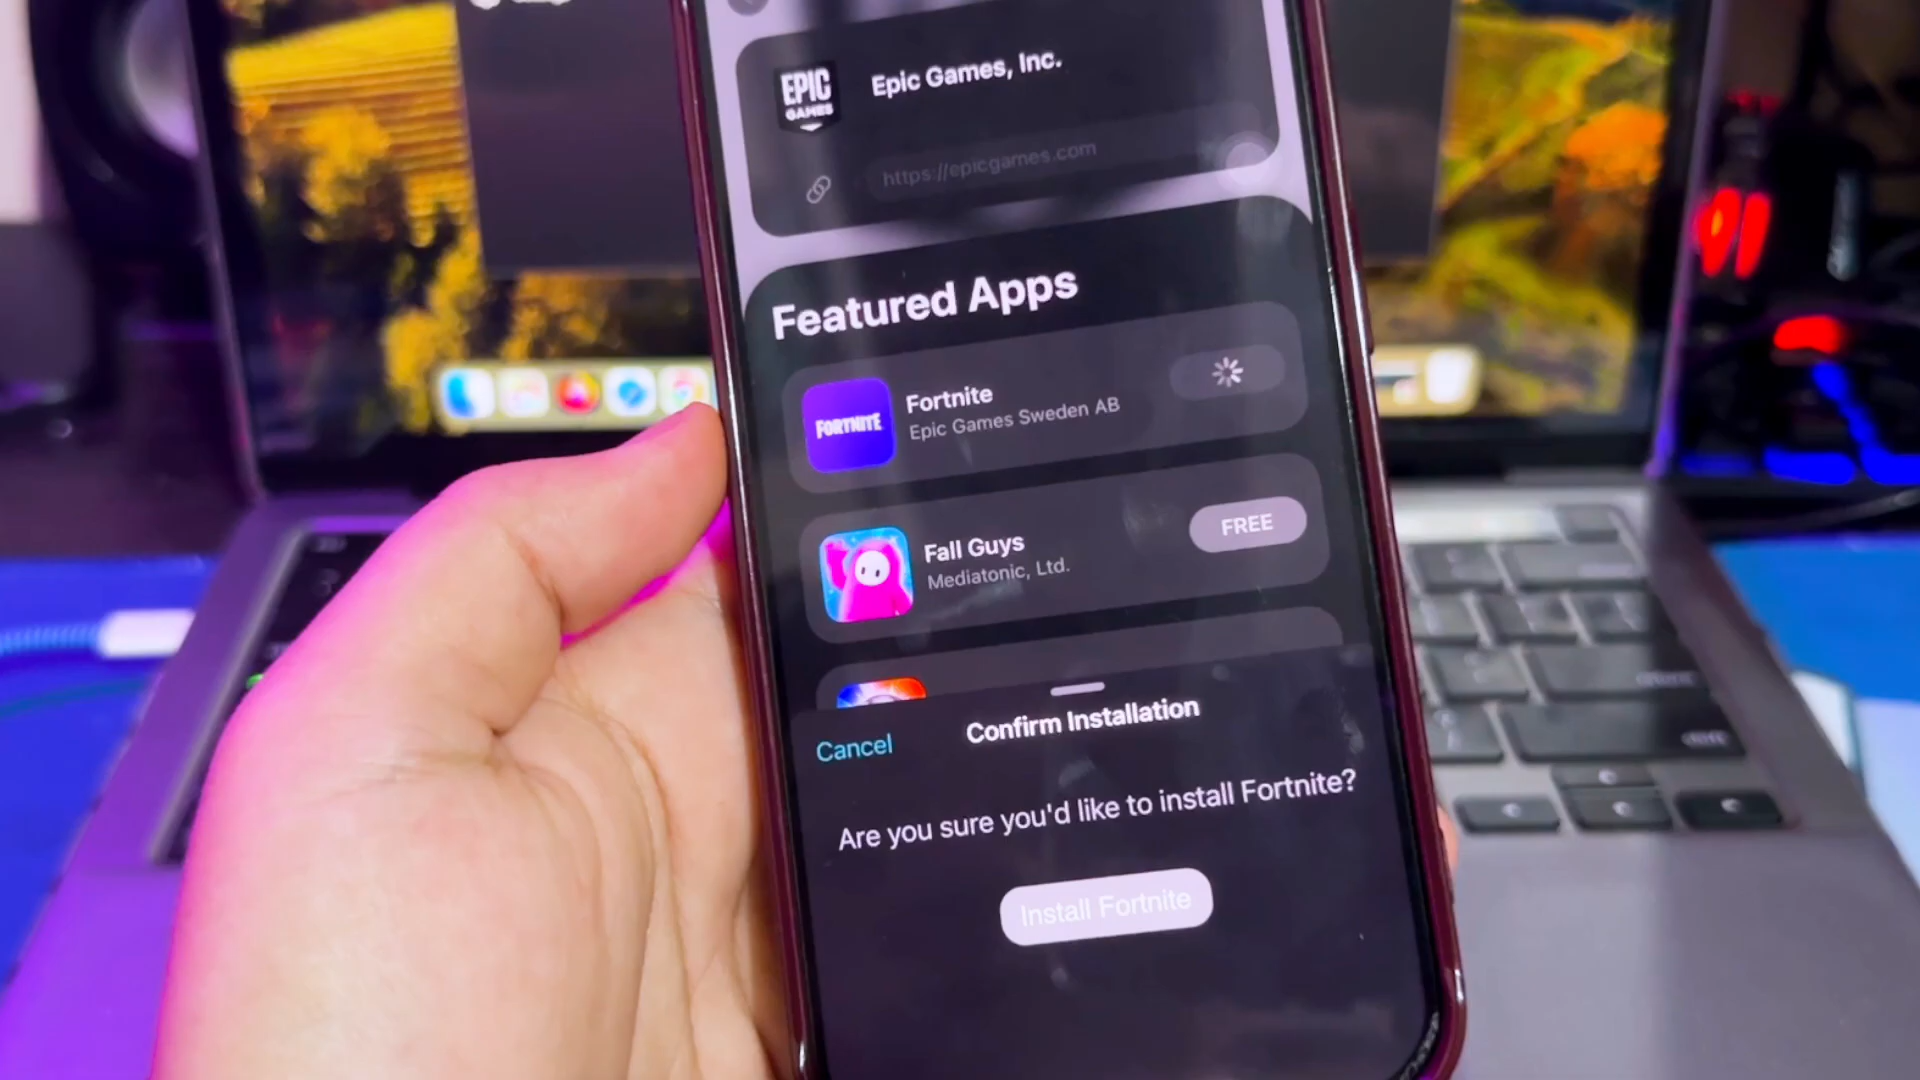 EPIC
GAMES
Epic Games, Inc.
https://epicgames.com
Featured Apps
FORTNITE
Fortnite
Epic Games Sweden AB
Fall Guys
Mediatonic, Ltd.
FREE
Confirm Installation
Cancel
Are you sure you'd like to install Fortnite?
Install Fortnite